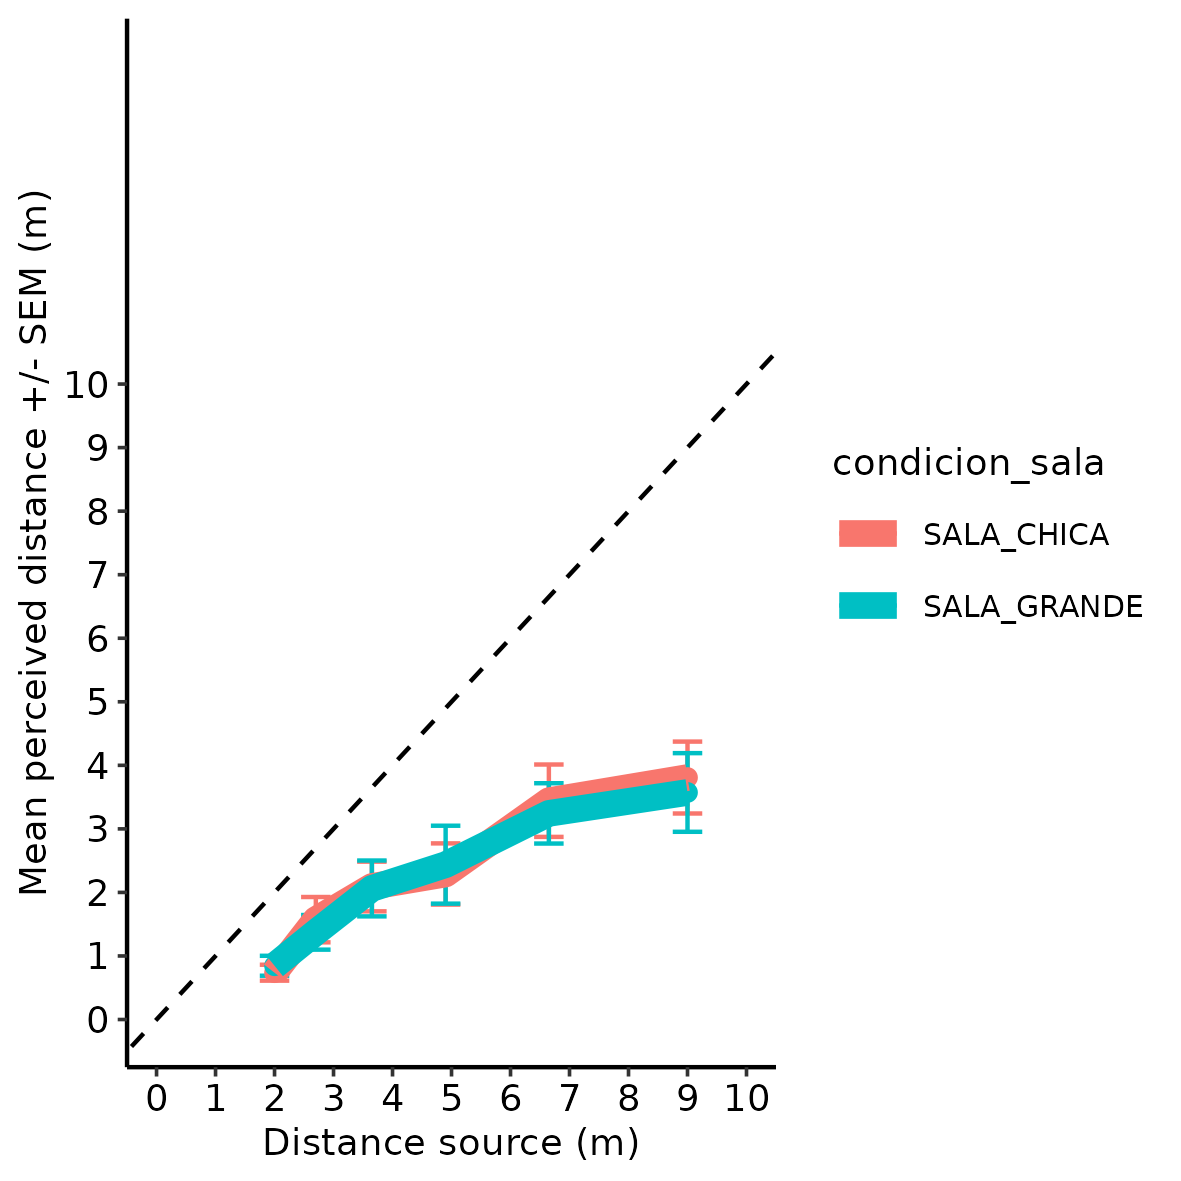 Mean perceived distance +/- SEM (m)
10
9
8
7
6
5
4
3
2
1
0
0 1 2 3 4 5 6 7 8 9 10
Distance source (m)
condicion_sala
SALA_CHICA
SALA_GRANDE